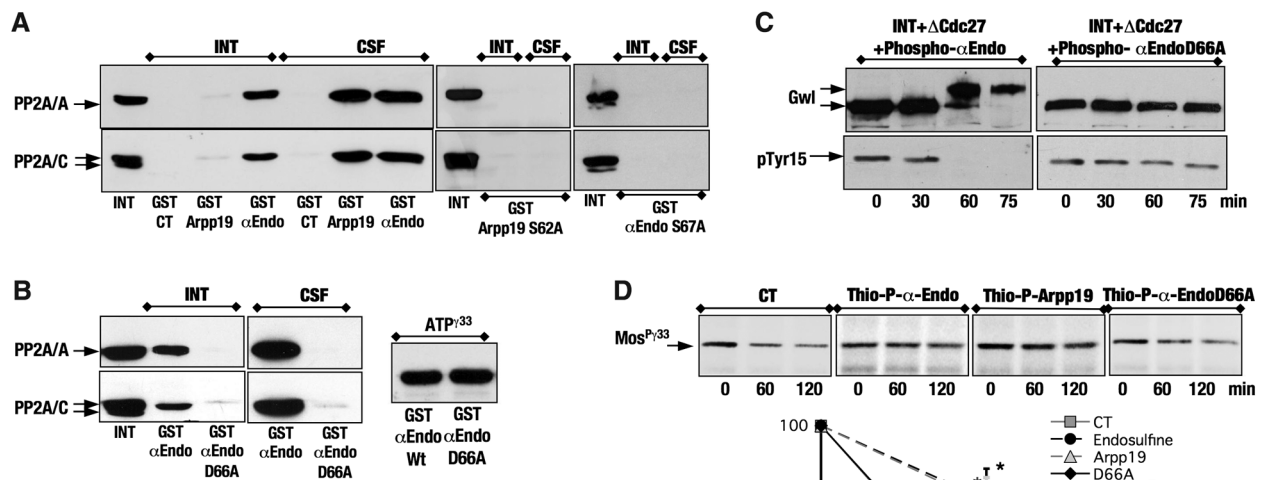 A
INT CSF INT CSF INT CSF
PP2A/A
PP2A/C
INT GST CT GST Arpp19 GST αEndo GST CT GST Arpp19 GST αEndo
INT GST Arpp19 S62A
INT GST αEndo S67A
B
INT CSF
PP2A/A
PP2A/C
INT GST αEndo GST αEndo D66A GST αEndo GST αEndo D66A
ATPγ33
GST αEndo Wt GST αEndo D66A
C
INT+ΔCdc27 INT+ΔCdc27
+Phospho-αEndo +Phospho- αEndoD66A
Gwl
pTyr15
0 30 60 75 0 30 60 75 min
D
CT Thio-P-α-Endo Thio-P-Arpp19 Thio-P-α-EndoD66A
MosPγ33
0 60 120 0 60 120 0 60 120 0 60 120 min
100
*
CT
Endosulfine
Arpp19
D66A